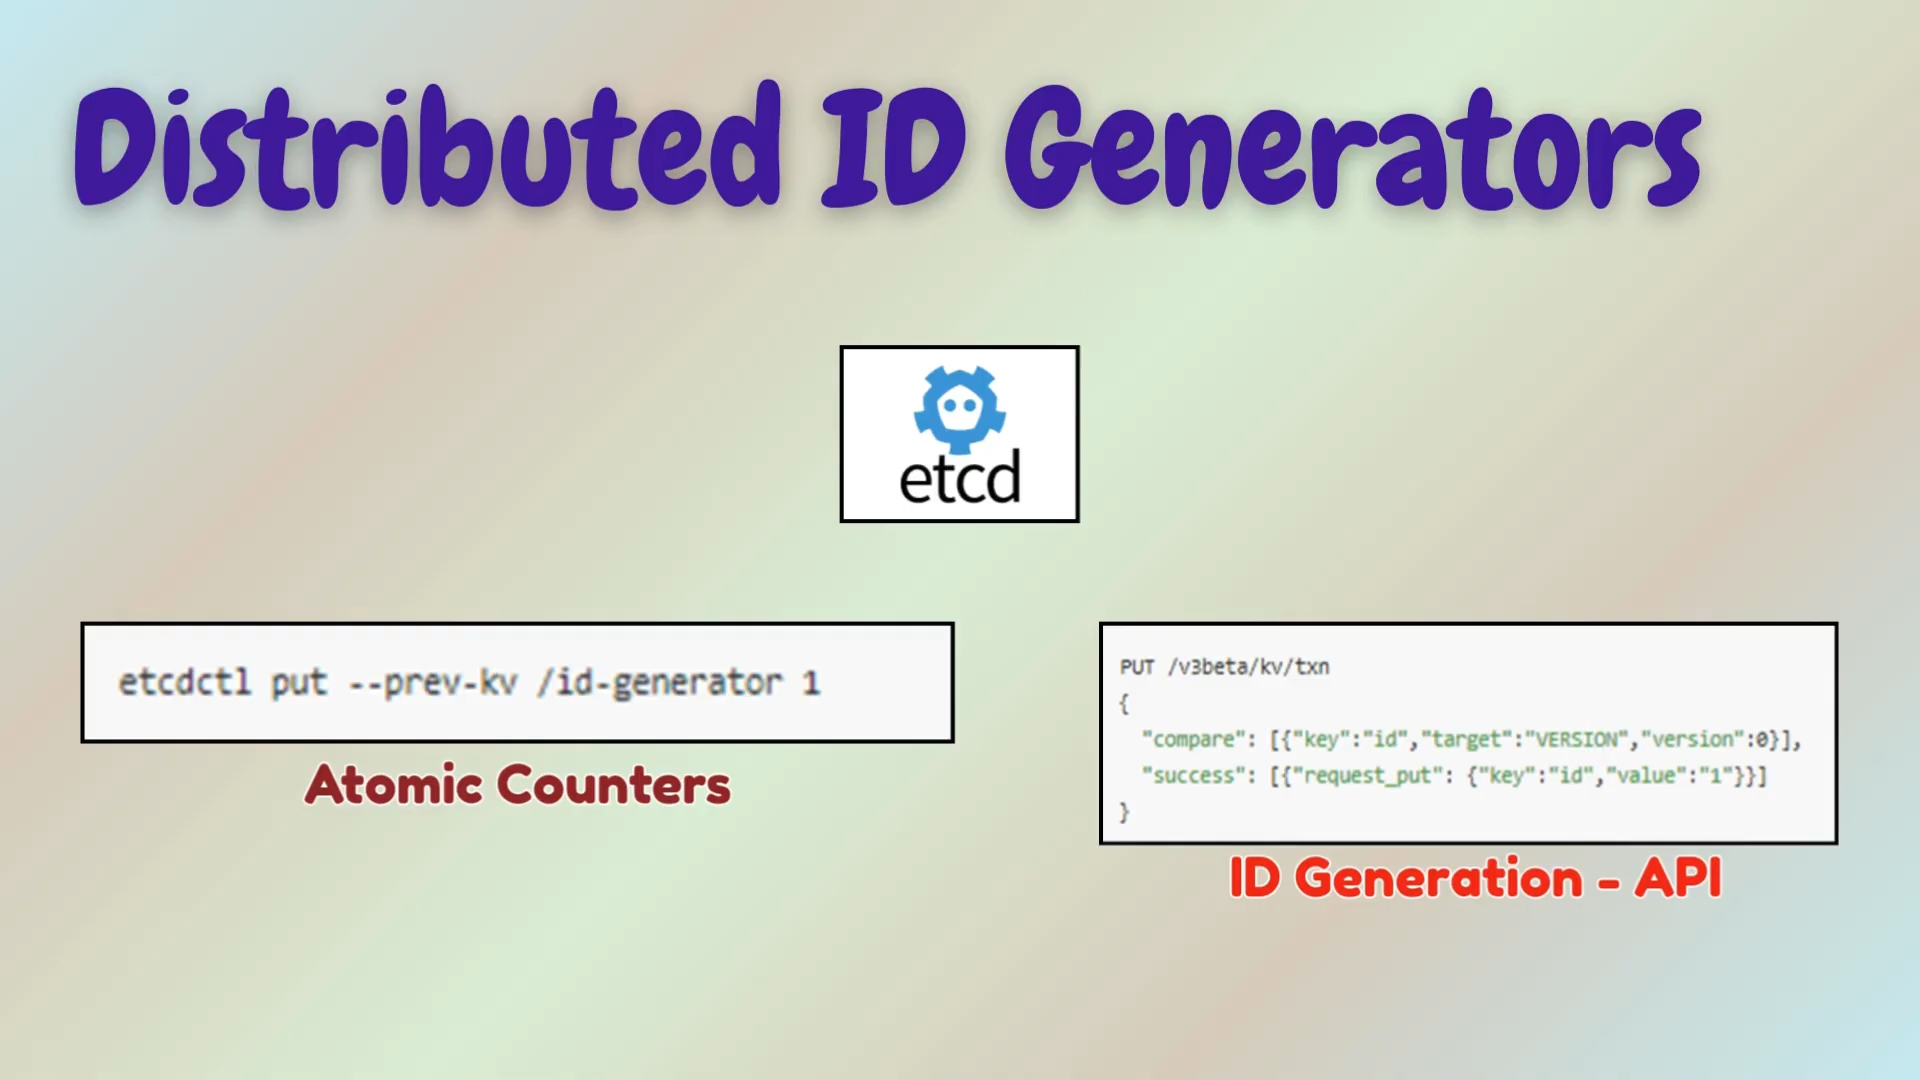 Distributed ID Generators
etcd
etcdctl put --prev-kv /id-generator 1
Atomic Counters
PUT /v3beta/kv/txn
{
"compare": [{"key":"id","target":"VERSION","version":0}],
"success": [{"request_put": {"key":"id","value":"1"}}]
}
ID Generation - API